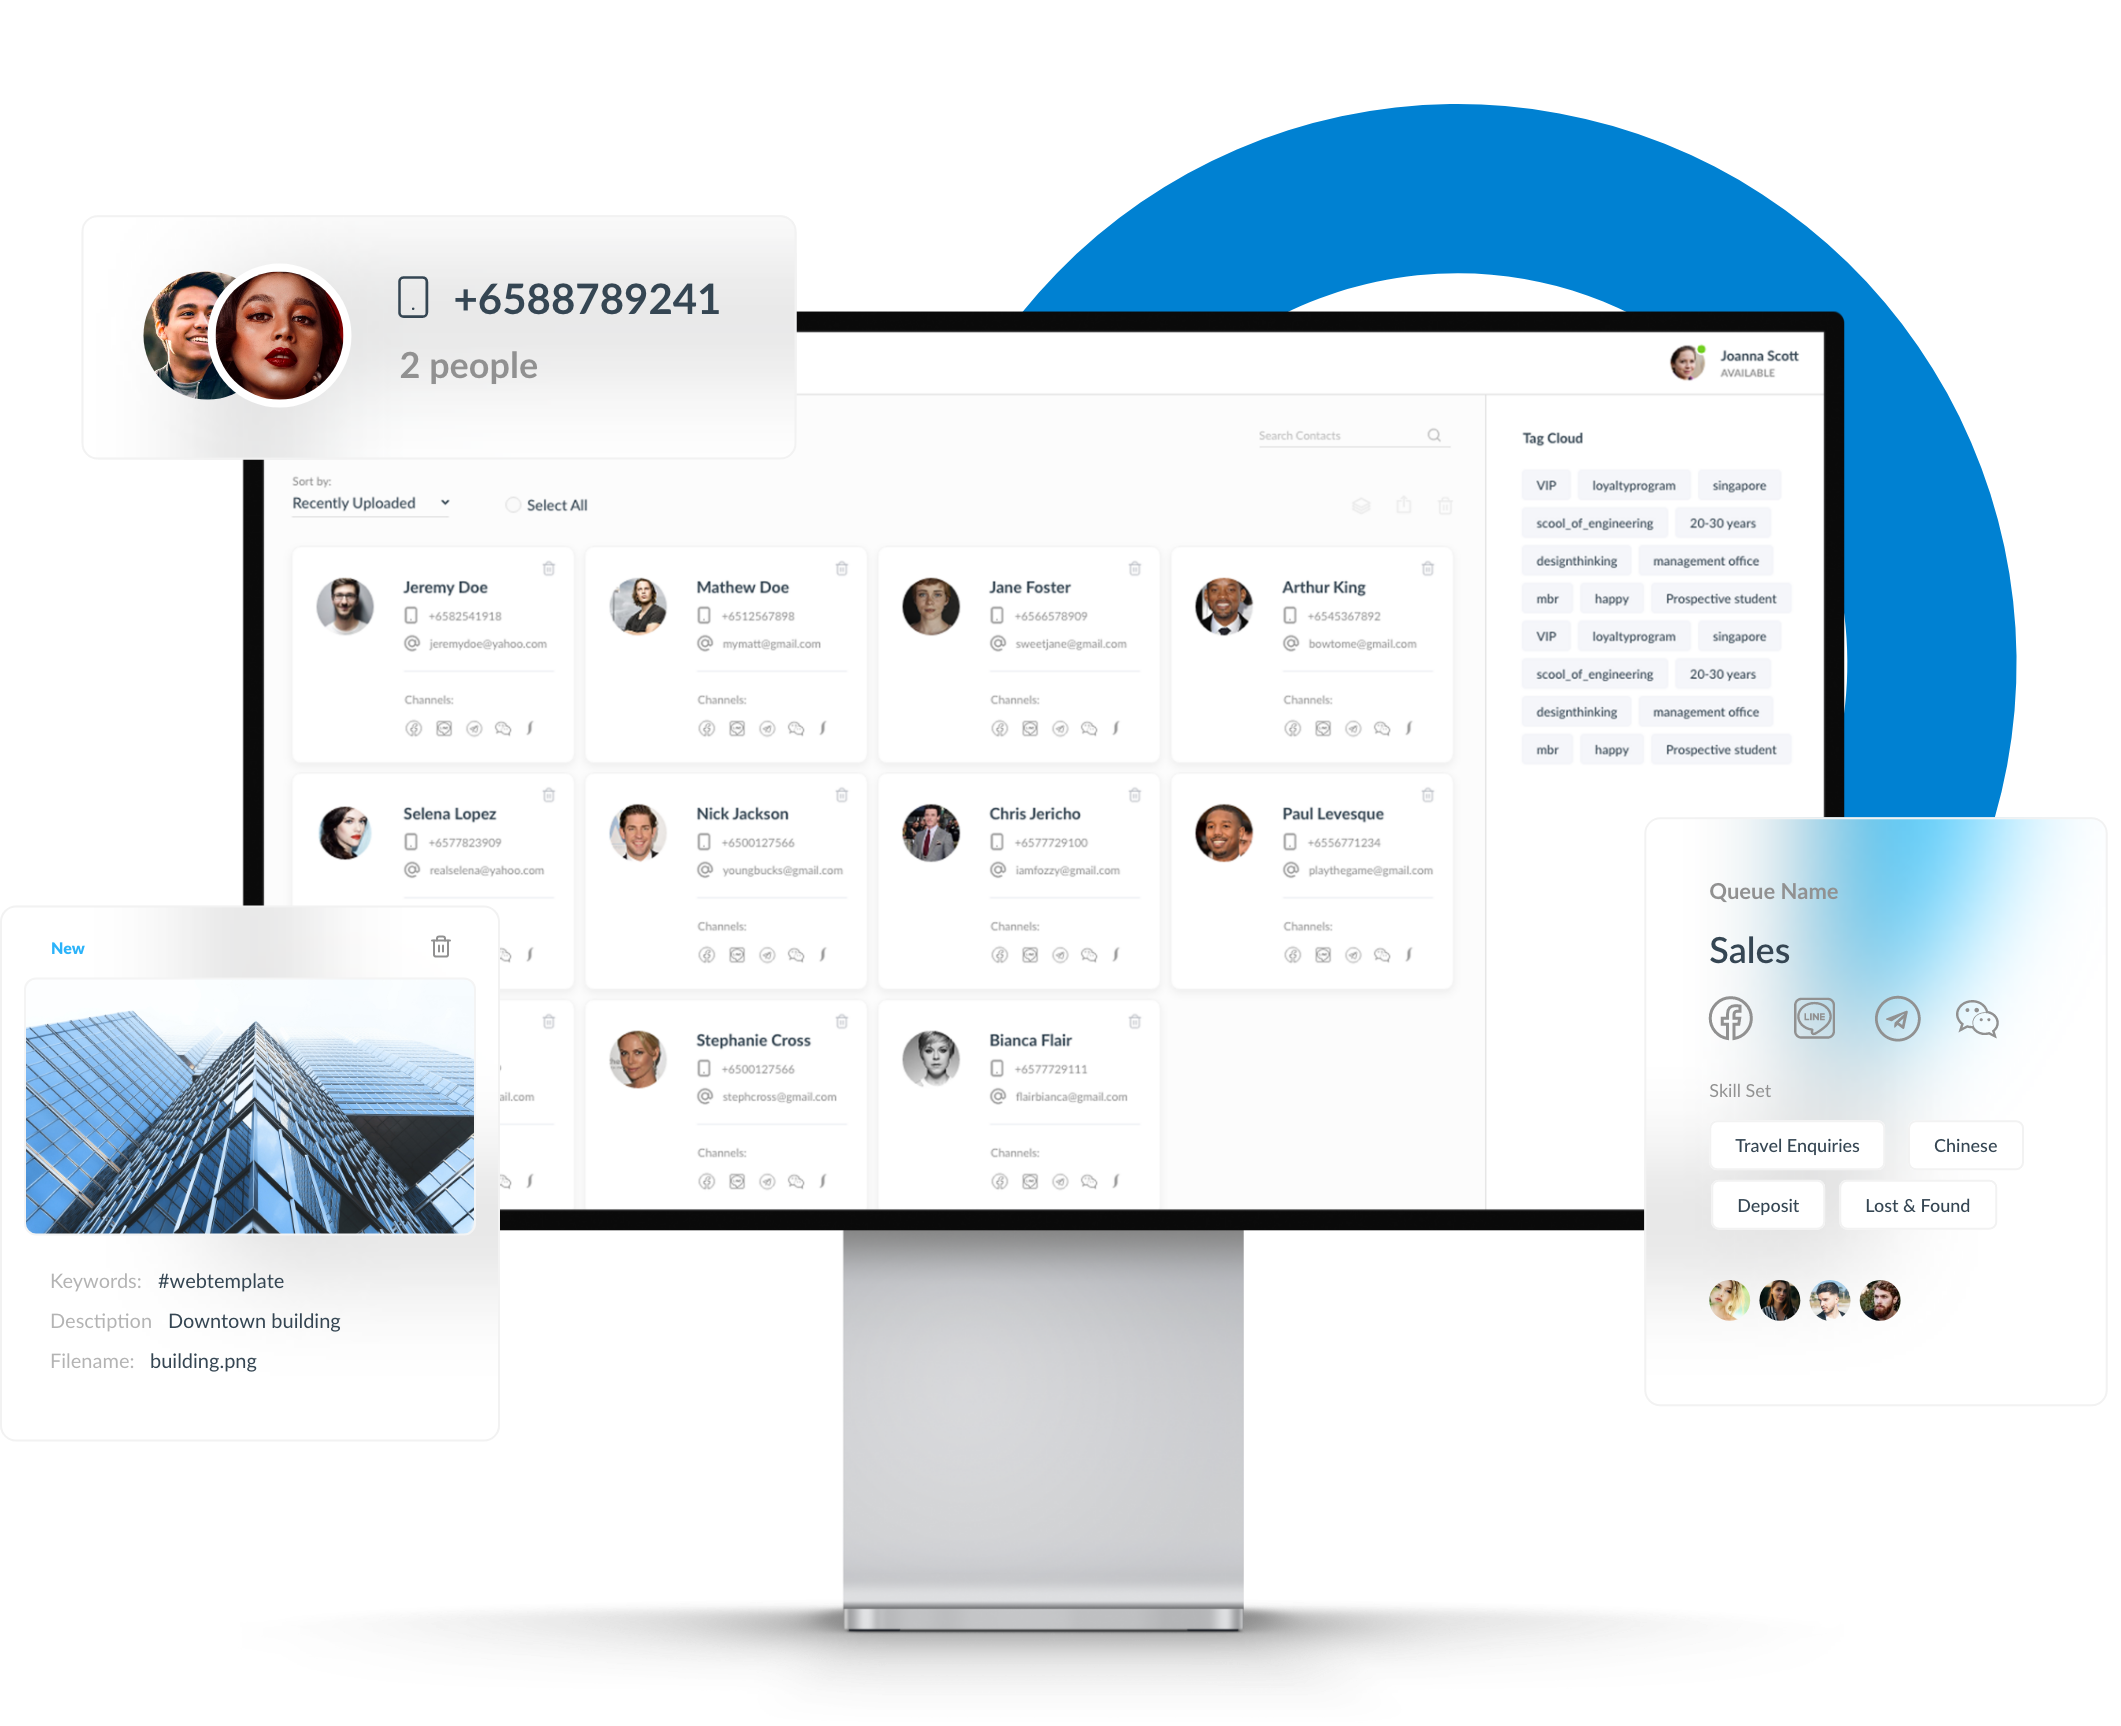 +6588789241
2 people
Joanna Scott
AVAILABLE
Search Contacts
Sort by:
Recently Uploaded
Select All
Jeremy Doe
+6582541918
jeremydoe@yahoo.com
Channels:
Mathew Doe
+6512567898
mymatt@gmail.com
Channels:
Jane Foster
+6566578909
sweetjane@gmail.com
Channels:
Arthur King
+6545367892
bowtome@gmail.com
Channels:
Selena Lopez
+6577823909
realselena@yahoo.com
Nick Jackson
+6500127566
youngbucks@gmail.com
Channels:
Chris Jericho
+6577729100
iamfozzy@gmail.com
Channels:
Paul Levesque
+6556771234
playthegame@gmail.com
Channels:
ail.com
Stephanie Cross
+6500127566
stephcross@gmail.com
Channels:
Bianca Flair
+6577729111
flairbianca@gmail.com
Channels:
Tag Cloud
VIP loyaltyprogram singapore
scool_of_engineering 20-30 years
designthinking management office
mbr happy Prospective student
VIP loyaltyprogram singapore
scool_of_engineering 20-30 years
designthinking management office
mbr happy Prospective student
New
Keywords: #webtemplate
Desctiption Downtown building
Filename: building.png
Queue Name
Sales
LINE
Skill Set
Travel Enquiries Chinese
Deposit Lost & Found